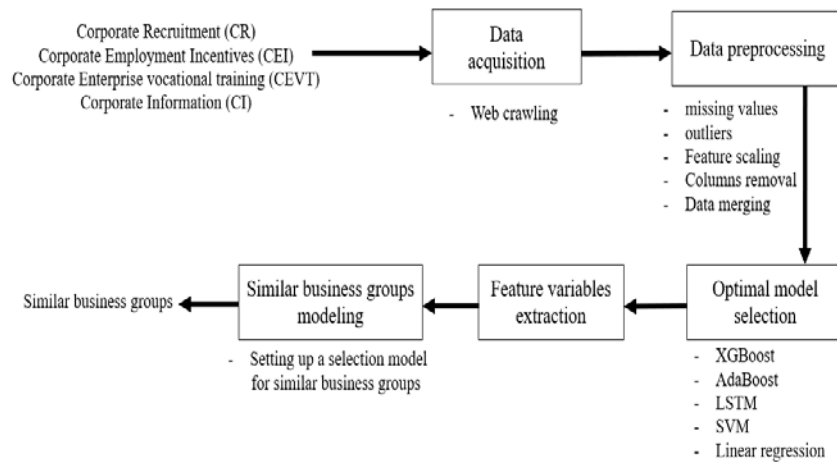 Corporate Recruitment (CR)
Corporate Employment Incentives (CEI)
Corporate Enterprise vocational training (CEVT)
Corporate Information (CI)
Data
acquisition
- Web crawling
Data preprocessing
- missing values
- outliers
- Feature scaling
- Columns removal
- Data merging
Optimal model
selection
- XGBoost
- AdaBoost
- LSTM
- SVM
- Linear regression
Feature variables
extraction
Similar business groups
modeling
- Setting up a selection model
for similar business groups
Similar business groups